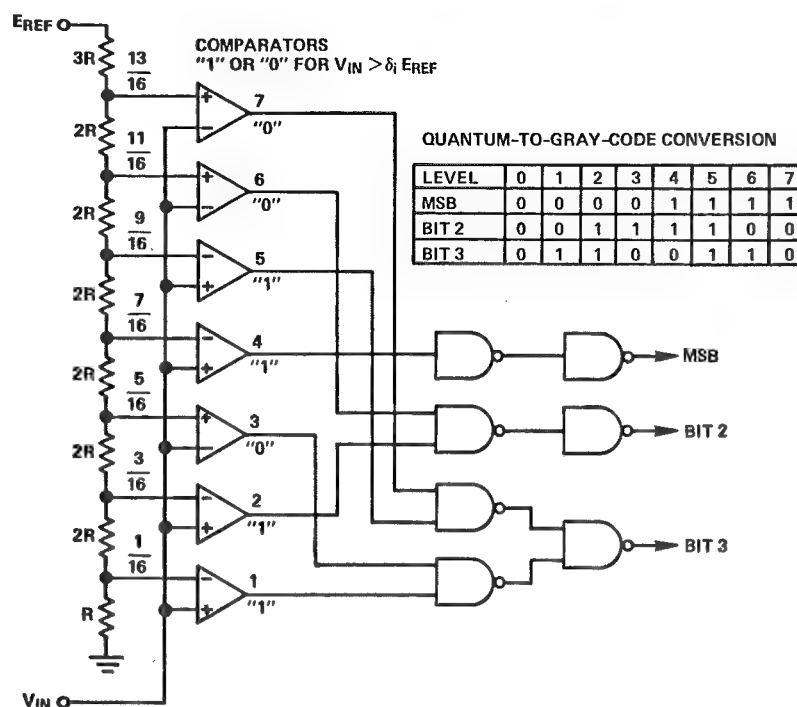 EREF
COMPARATORS
"1" OR "0" FOR VIN > δi EREF
3R
13
16
+
−
7
"0"
2R
11
16
+
−
6
"0"
2R
9
16
−
+
5
"1"
2R
7
16
−
+
4
"1"
2R
5
16
+
−
3
"0"
2R
3
16
−
+
2
"1"
2R
1
16
−
+
1
"1"
R
VIN
QUANTUM-TO-GRAY-CODE CONVERSION
LEVEL 0 1 2 3 4 5 6 7
MSB 0 0 0 0 1 1 1 1
BIT 2 0 0 1 1 1 1 0 0
BIT 3 0 1 1 0 0 1 1 0
MSB
BIT 2
BIT 3